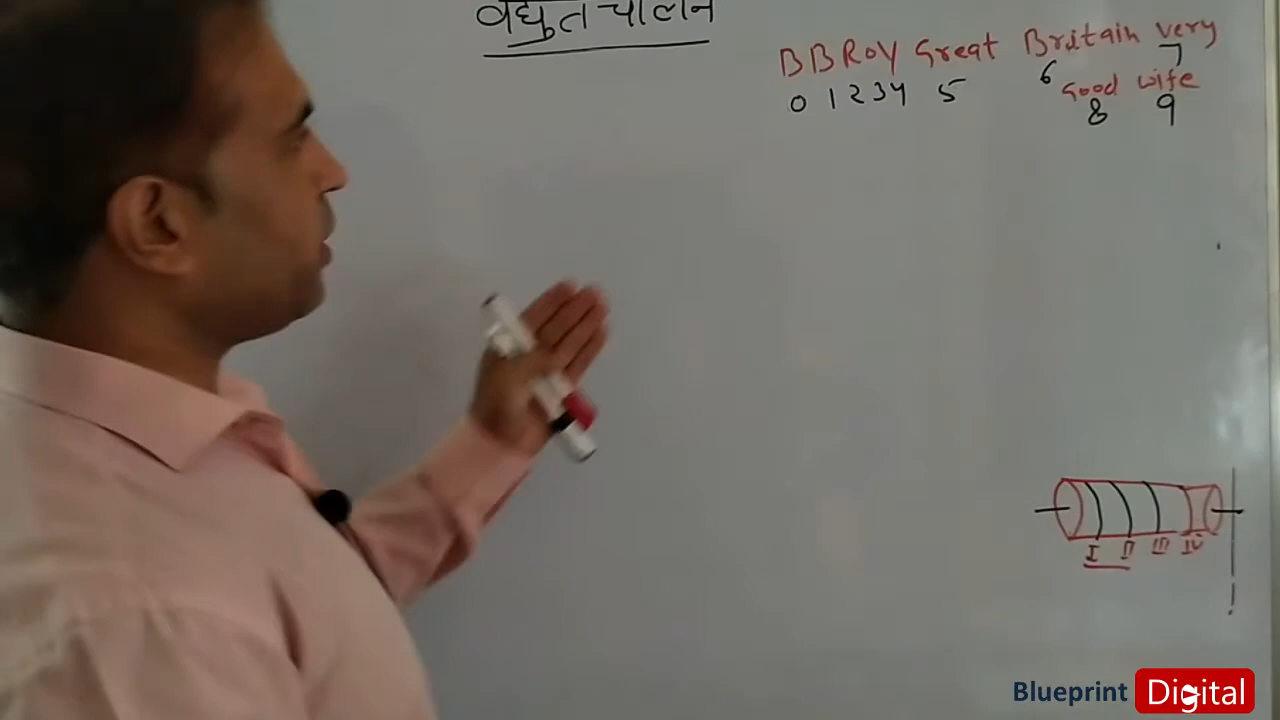 वैद्युत चालन
BBROY Great Britain very
0 1 2 3 4 5 6 7
Good wife
8 9
I II III IV
Blueprint Digital